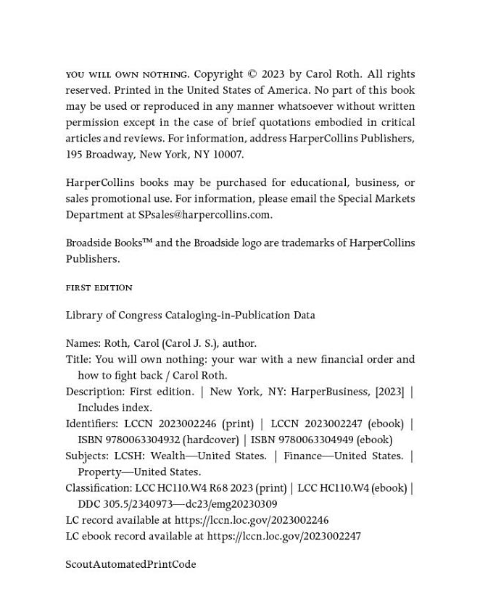 YOU WILL OWN NOTHING. Copyright © 2023 by Carol Roth. All rights
reserved. Printed in the United States of America. No part of this book
may be used or reproduced in any manner whatsoever without written
permission except in the case of brief quotations embodied in critical
articles and reviews. For information, address HarperCollins Publishers,
195 Broadway, New York, NY 10007.
HarperCollins books may be purchased for educational, business, or
sales promotional use. For information, please email the Special Markets
Department at SPsales@harpercollins.com.
Broadside Books™ and the Broadside logo are trademarks of HarperCollins
Publishers.
FIRST EDITION
Library of Congress Cataloging-in-Publication Data
Names: Roth, Carol (Carol J. S.), author.
Title: You will own nothing: your war with a new financial order and
how to fight back / Carol Roth.
Description: First edition. | New York, NY: HarperBusiness, [2023] |
Includes index.
Identifiers: LCCN 2023002246 (print) | LCCN 2023002247 (ebook) |
ISBN 9780063304932 (hardcover) | ISBN 9780063304949 (ebook)
Subjects: LCSH: Wealth—United States. | Finance—United States. |
Property—United States.
Classification: LCC HC110.W4 R68 2023 (print) | LCC HC110.W4 (ebook) |
DDC 305.5/2340973—dc23/emg20230309
LC record available at https://lccn.loc.gov/2023002246
LC ebook record available at https://lccn.loc.gov/2023002247
ScoutAutomatedPrintCode